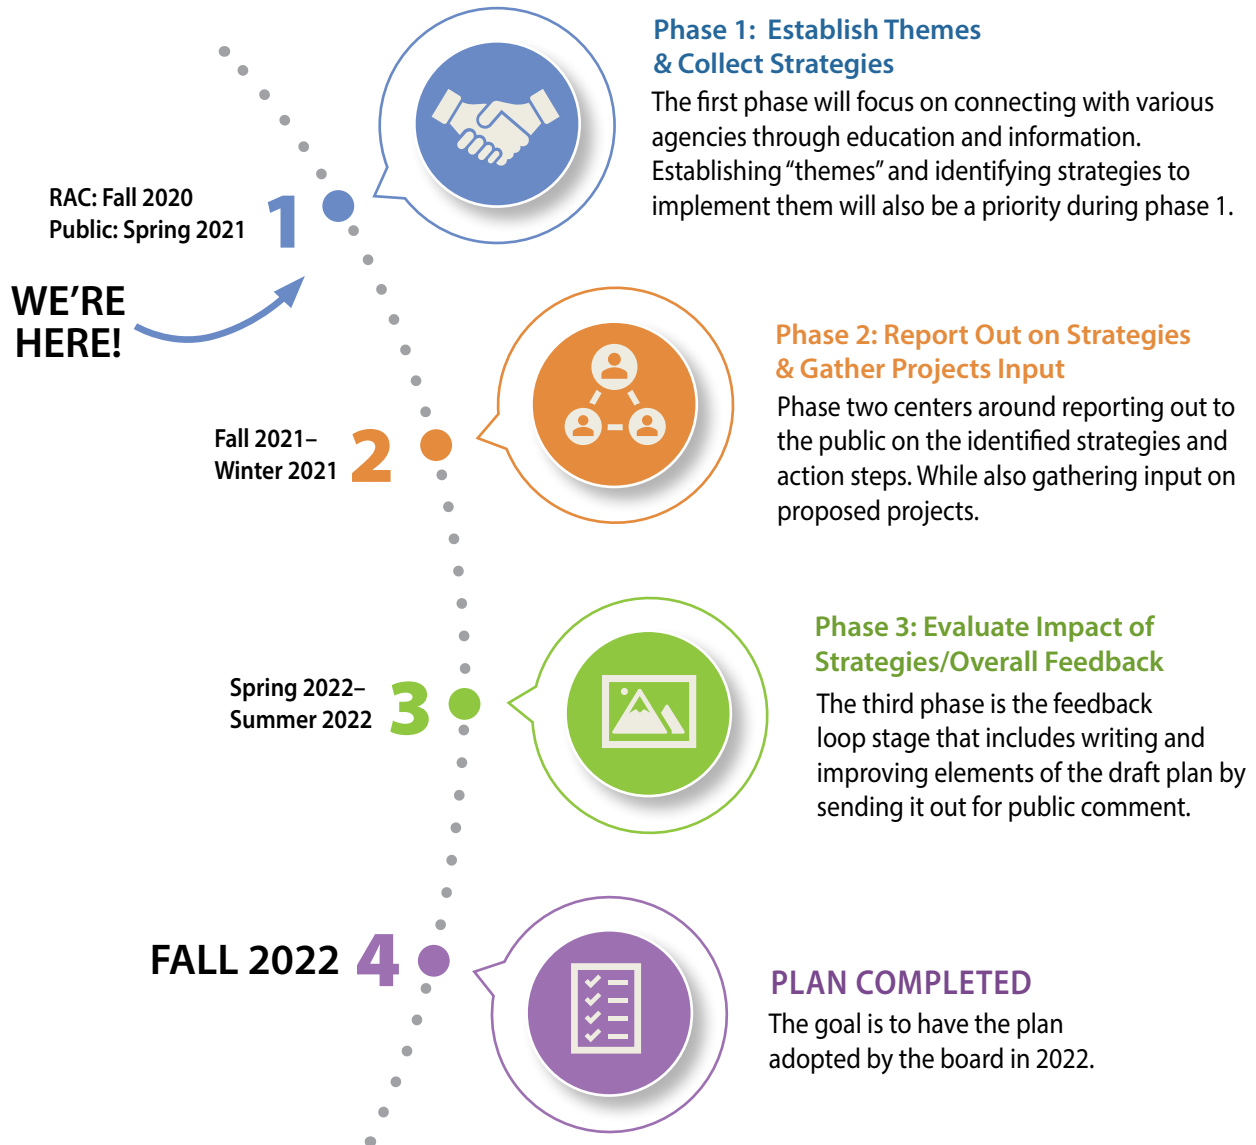 Phase 1:  Establish Themes
& Collect Strategies
The first phase will focus on connecting with various
agencies through education and information.
Establishing “themes” and identifying strategies to
implement them will also be a priority during phase 1.
RAC: Fall 2020
Public: Spring 2021
1
WE’RE
HERE!
Phase 2: Report Out on Strategies
& Gather Projects Input
Phase two centers around reporting out to
the public on the identified strategies and
action steps. While also gathering input on
proposed projects.
Fall 2021–
Winter 2021
2
Phase 3: Evaluate Impact of
Strategies/Overall Feedback
The third phase is the feedback
loop stage that includes writing and
improving elements of the draft plan by
sending it out for public comment.
Spring 2022–
Summer 2022
3
FALL 2022
4
PLAN COMPLETED
The goal is to have the plan
adopted by the board in 2022.